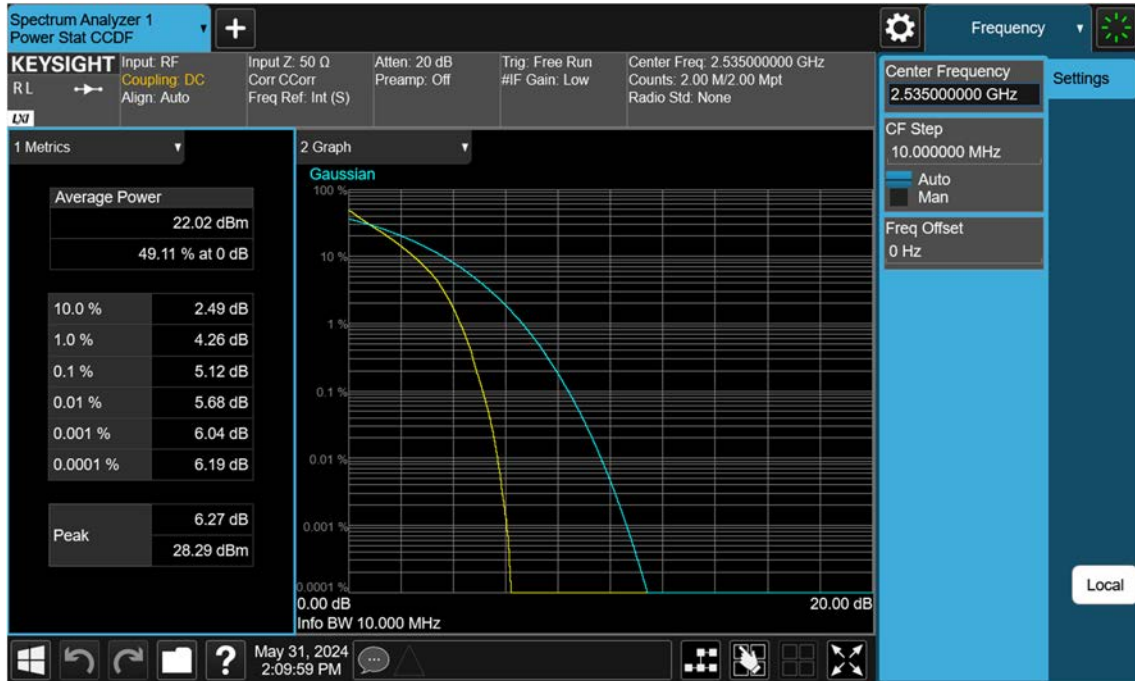 Spectrum Analyzer 1
Power Stat CCDF
+
Frequency
KEYSIGHT
RL
LXI
Input: RF
Coupling: DC
Align: Auto
Input Z: 50 Ω
Corr CCorr
Freq Ref: Int (S)
Atten: 20 dB
Preamp: Off
Trig: Free Run
#IF Gain: Low
Center Freq: 2.535000000 GHz
Counts: 2.00 M/2.00 Mpt
Radio Std: None
Center Frequency
2.535000000 GHz
Settings
CF Step
10.000000 MHz
Auto
Man
Freq Offset
0 Hz
1 Metrics
Average Power
22.02 dBm
49.11 % at 0 dB
10.0 % 2.49 dB
1.0 % 4.26 dB
0.1 % 5.12 dB
0.01 % 5.68 dB
0.001 % 6.04 dB
0.0001 % 6.19 dB
Peak
6.27 dB
28.29 dBm
2 Graph
Gaussian
100 %
10 %
1 %
0.1 %
0.01 %
0.001 %
0.0001 %
0.00 dB 20.00 dB
Info BW 10.000 MHz
Local
?
May 31, 2024
2:09:59 PM